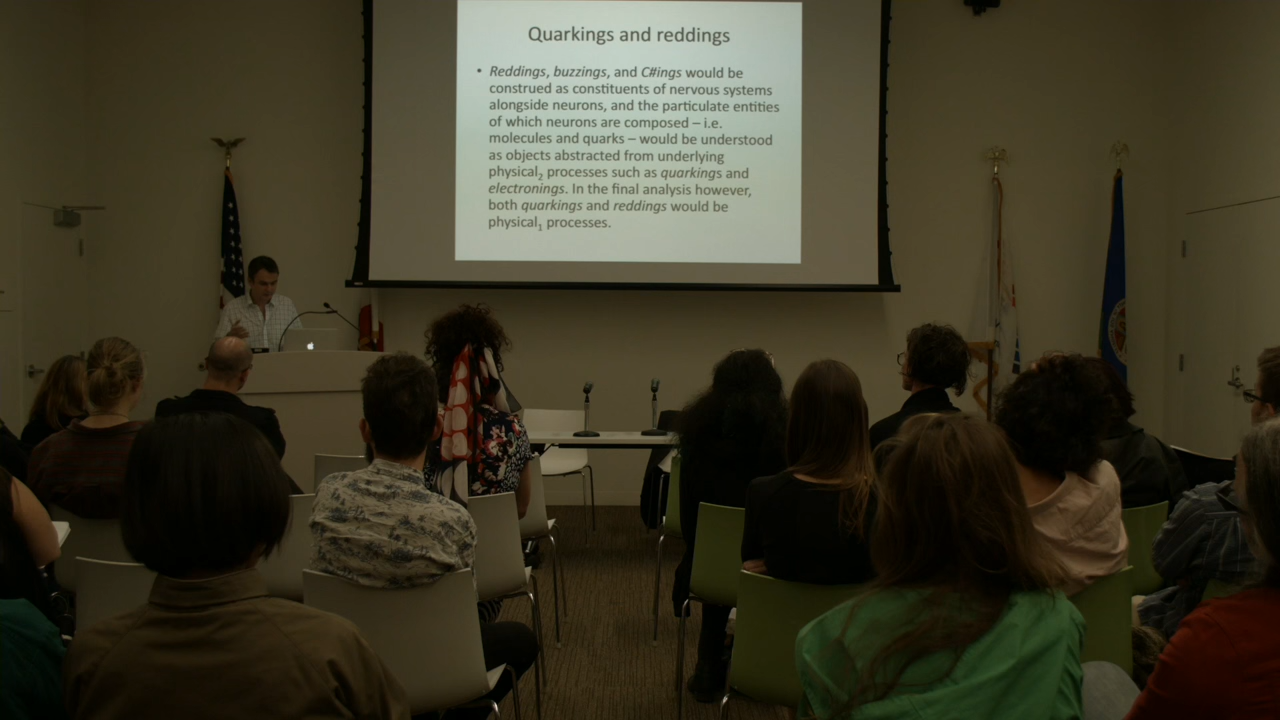 Quarkings and reddings
• Reddings, buzzings, and C#ings would be
construed as constituents of nervous systems
alongside neurons, and the particulate entities
of which neurons are composed – i.e.
molecules and quarks – would be understood
as objects abstracted from underlying
physical₂ processes such as quarkings and
electronings. In the final analysis however,
both quarkings and reddings would be
physical₁ processes.